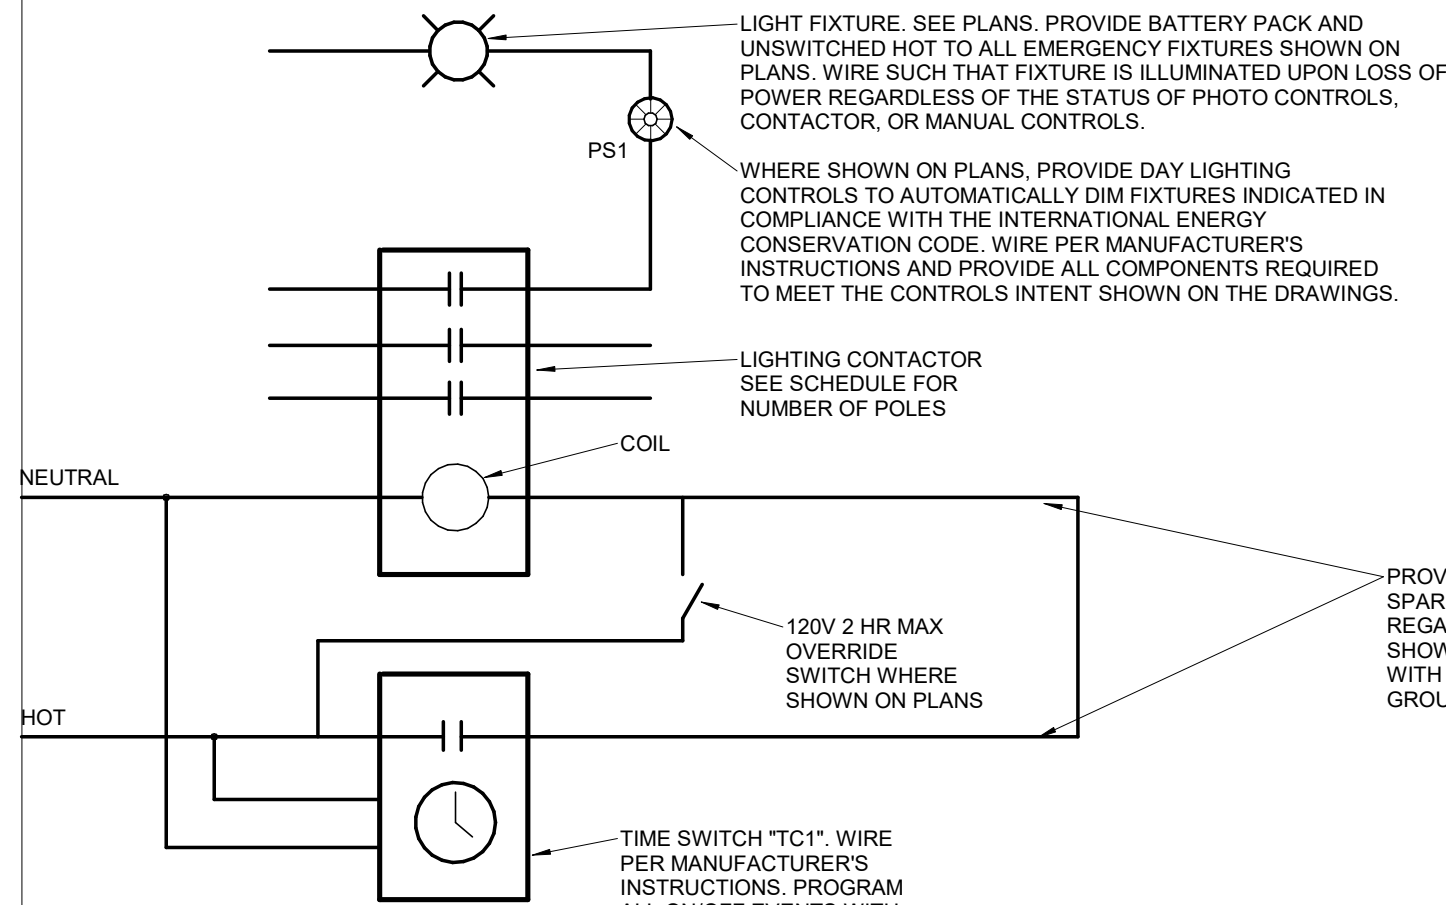 LIGHT FIXTURE. SEE PLANS. PROVIDE BATTERY PACK AND
UNSWITCHED HOT TO ALL EMERGENCY FIXTURES SHOWN ON
PLANS. WIRE SUCH THAT FIXTURE IS ILLUMINATED UPON LOSS OF
POWER REGARDLESS OF THE STATUS OF PHOTO CONTROLS,
CONTACTOR, OR MANUAL CONTROLS.
PS1
WHERE SHOWN ON PLANS, PROVIDE DAY LIGHTING
CONTROLS TO AUTOMATICALLY DIM FIXTURES INDICATED IN
COMPLIANCE WITH THE INTERNATIONAL ENERGY
CONSERVATION CODE. WIRE PER MANUFACTURER'S
INSTRUCTIONS AND PROVIDE ALL COMPONENTS REQUIRED
TO MEET THE CONTROLS INTENT SHOWN ON THE DRAWINGS.
LIGHTING CONTACTOR
SEE SCHEDULE FOR
NUMBER OF POLES
COIL
NEUTRAL
PROV
SPAR
REGA
SHOW
WITH
GROU
120V 2 HR MAX
OVERRIDE
SWITCH WHERE
SHOWN ON PLANS
HOT
TIME SWITCH "TC1". WIRE
PER MANUFACTURER'S
INSTRUCTIONS. PROGRAM
ALL ON/OFF EVENTS WITH